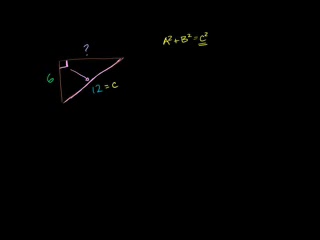 ?
A² + B² = C²
6
12 = C